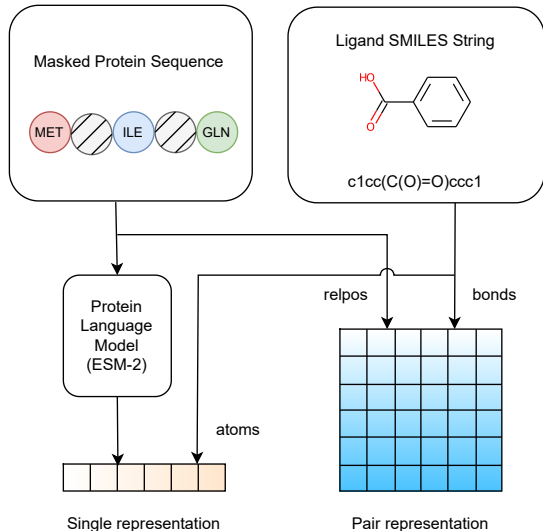 Masked Protein Sequence
MET
ILE
GLN
Ligand SMILES String
HO
O
c1cc(C(O)=O)ccc1
relpos
bonds
Protein
Language
Model
(ESM-2)
atoms
Single representation
Pair representation